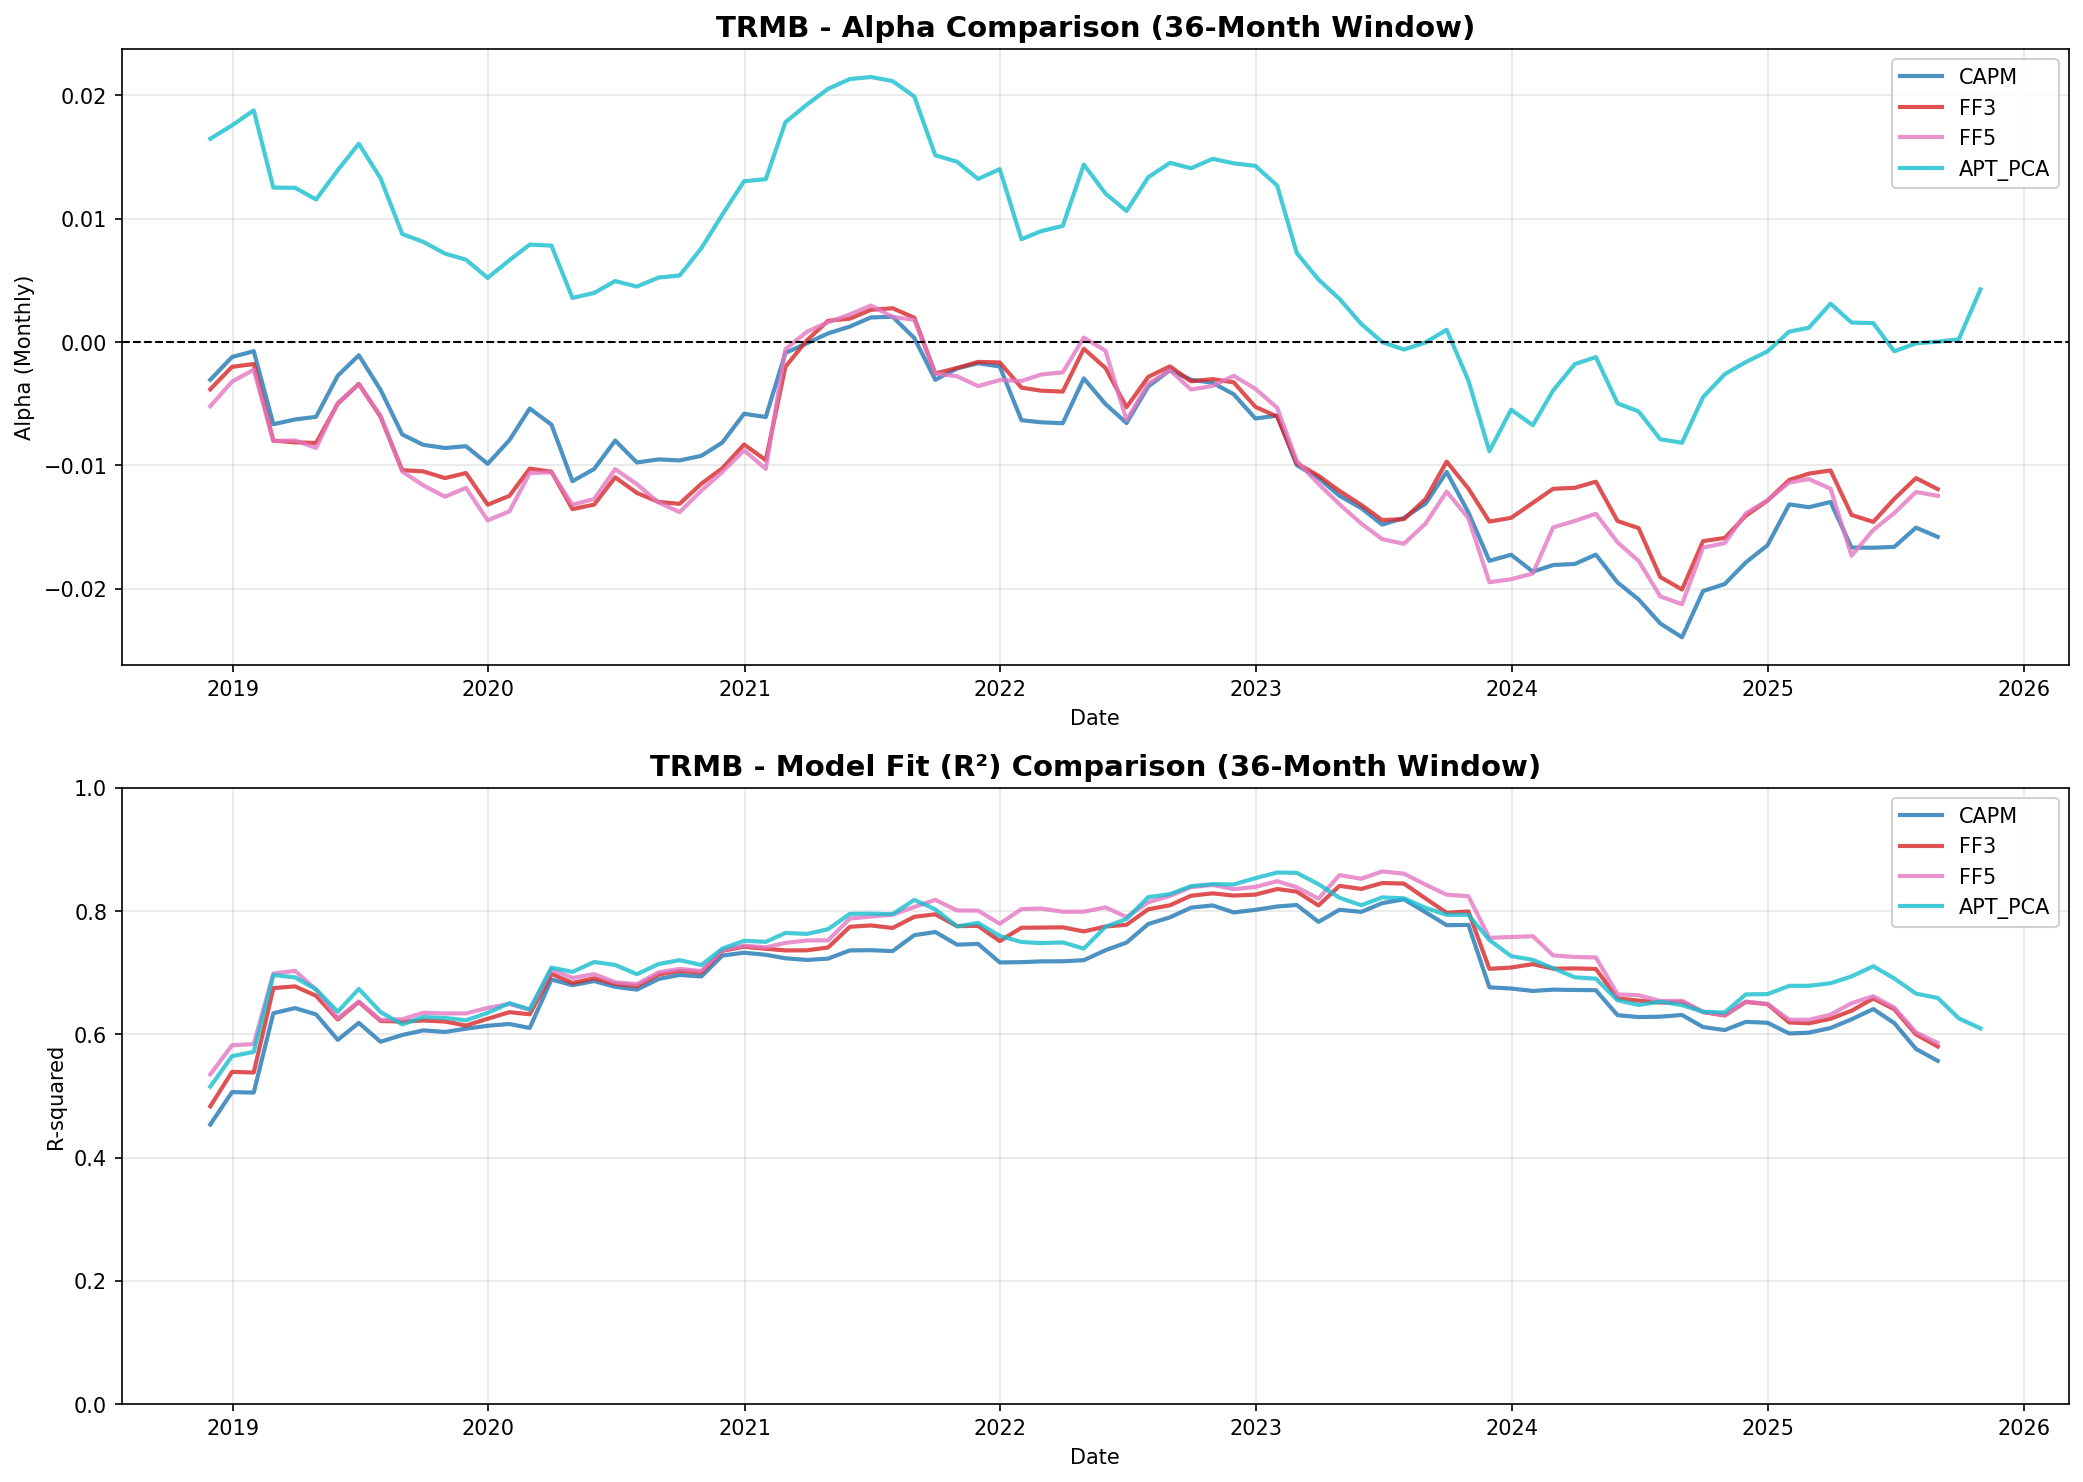 TRMB - Alpha Comparison (36-Month Window)
Alpha (Monthly)
0.02
0.01
0.00
−0.01
−0.02
CAPM
FF3
FF5
APT_PCA
2019 2020 2021 2022 2023 2024 2025 2026
Date
TRMB - Model Fit (R²) Comparison (36-Month Window)
R-squared
1.0
0.8
0.6
0.4
0.2
0.0
CAPM
FF3
FF5
APT_PCA
2019 2020 2021 2022 2023 2024 2025 2026
Date